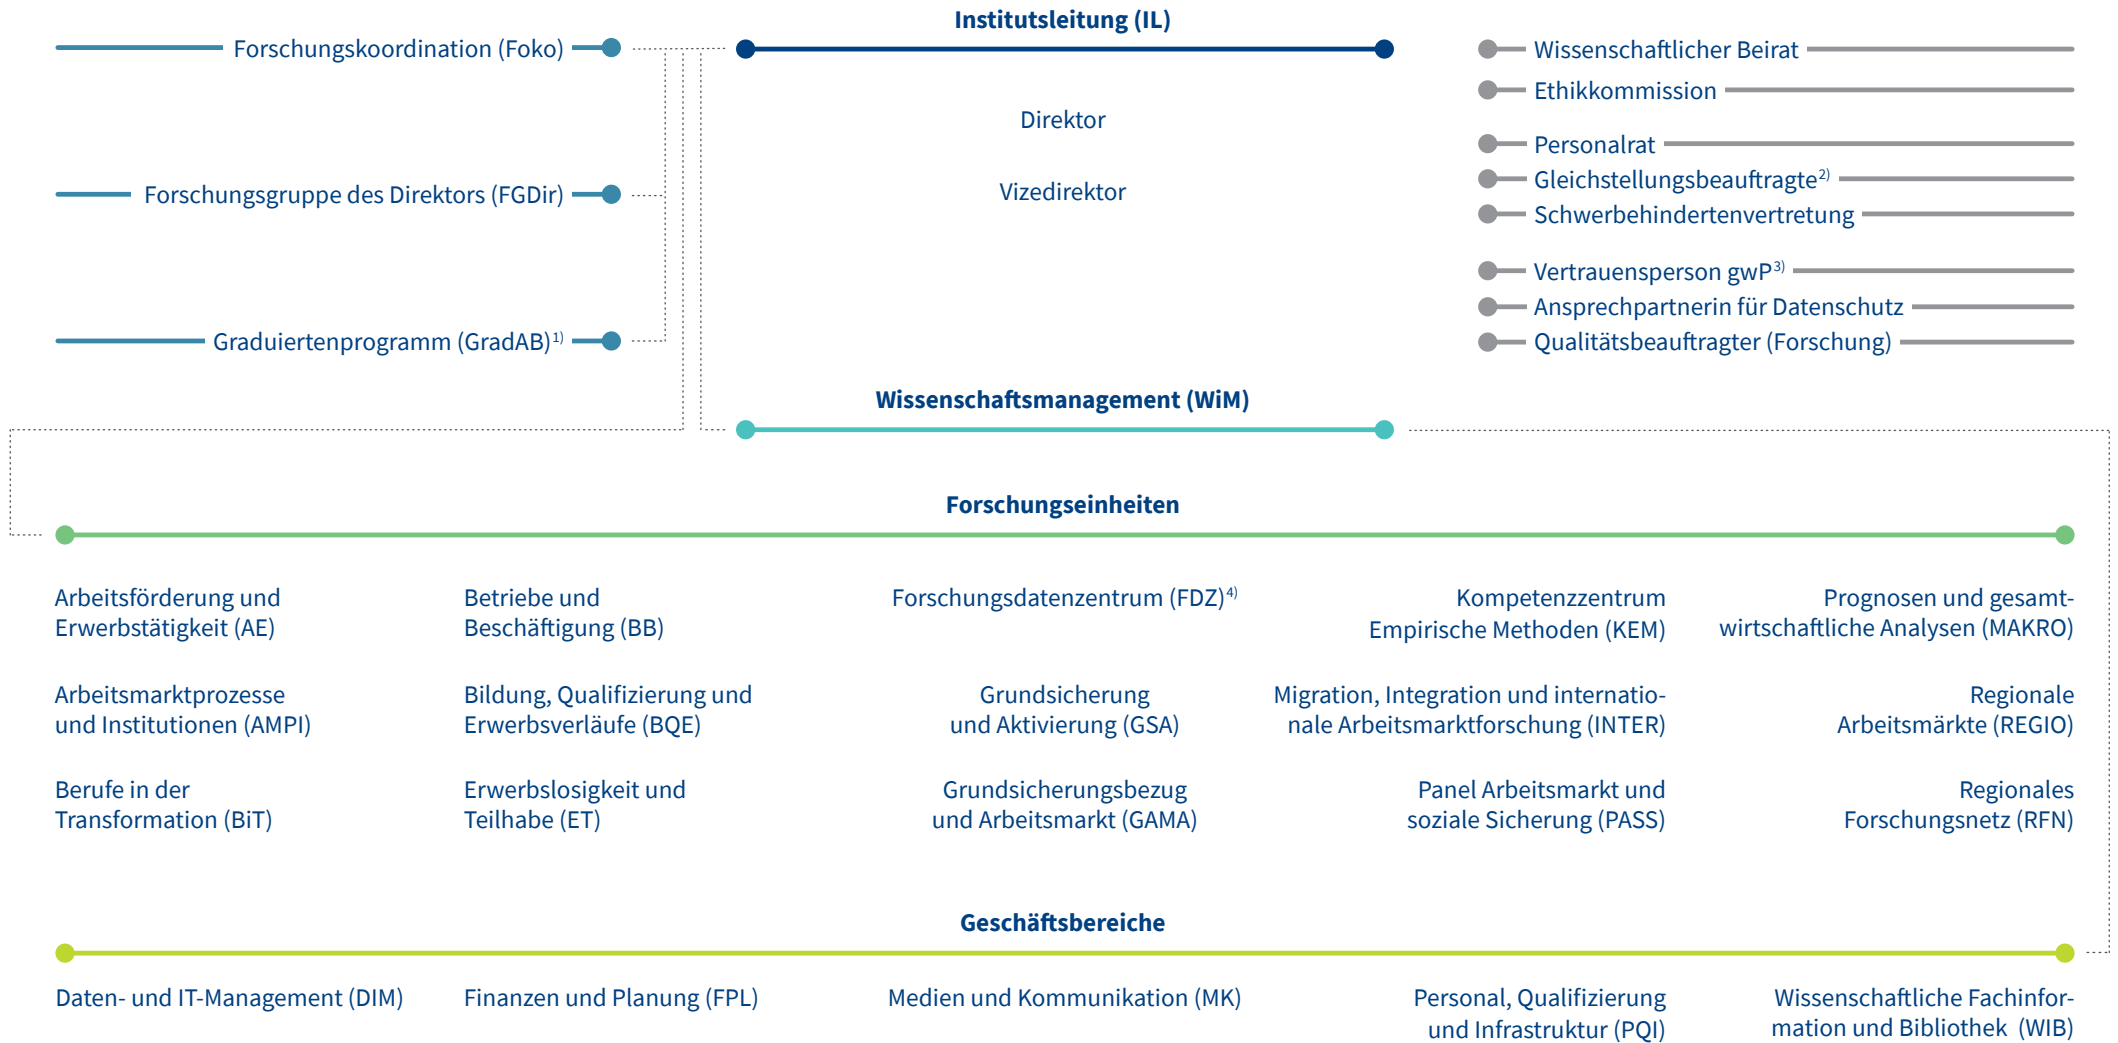 Institutsleitung (IL)
Direktor
Vizedirektor
Forschungskoordination (Foko)
Forschungsgruppe des Direktors (FGDir)
Graduiertenprogramm (GradAB)1)
Wissenschaftlicher Beirat
Ethikkommission
Personalrat
Gleichstellungsbeauftragte2)
Schwerbehindertenvertretung
Vertrauensperson gwP3)
Ansprechpartnerin für Datenschutz
Qualitätsbeauftragter (Forschung)
Wissenschaftsmanagement (WiM)
Forschungseinheiten
Arbeitsförderung und
Erwerbstätigkeit (AE)
Betriebe und
Beschäftigung (BB)
Forschungsdatenzentrum (FDZ)4)
Kompetenzzentrum
Empirische Methoden (KEM)
Prognosen und gesamt-
wirtschaftliche Analysen (MAKRO)
Arbeitsmarktprozesse
und Institutionen (AMPI)
Bildung, Qualifizierung und
Erwerbsverläufe (BQE)
Grundsicherung
und Aktivierung (GSA)
Migration, Integration und internatio-
nale Arbeitsmarktforschung (INTER)
Regionale
Arbeitsmärkte (REGIO)
Berufe in der
Transformation (BiT)
Erwerbslosigkeit und
Teilhabe (ET)
Grundsicherungsbezug
und Arbeitsmarkt (GAMA)
Panel Arbeitsmarkt und
soziale Sicherung (PASS)
Regionales
Forschungsnetz (RFN)
Geschäftsbereiche
Daten- und IT-Management (DIM)
Finanzen und Planung (FPL)
Medien und Kommunikation (MK)
Personal, Qualifizierung
und Infrastruktur (PQI)
Wissenschaftliche Fachinfor-
mation und Bibliothek (WIB)